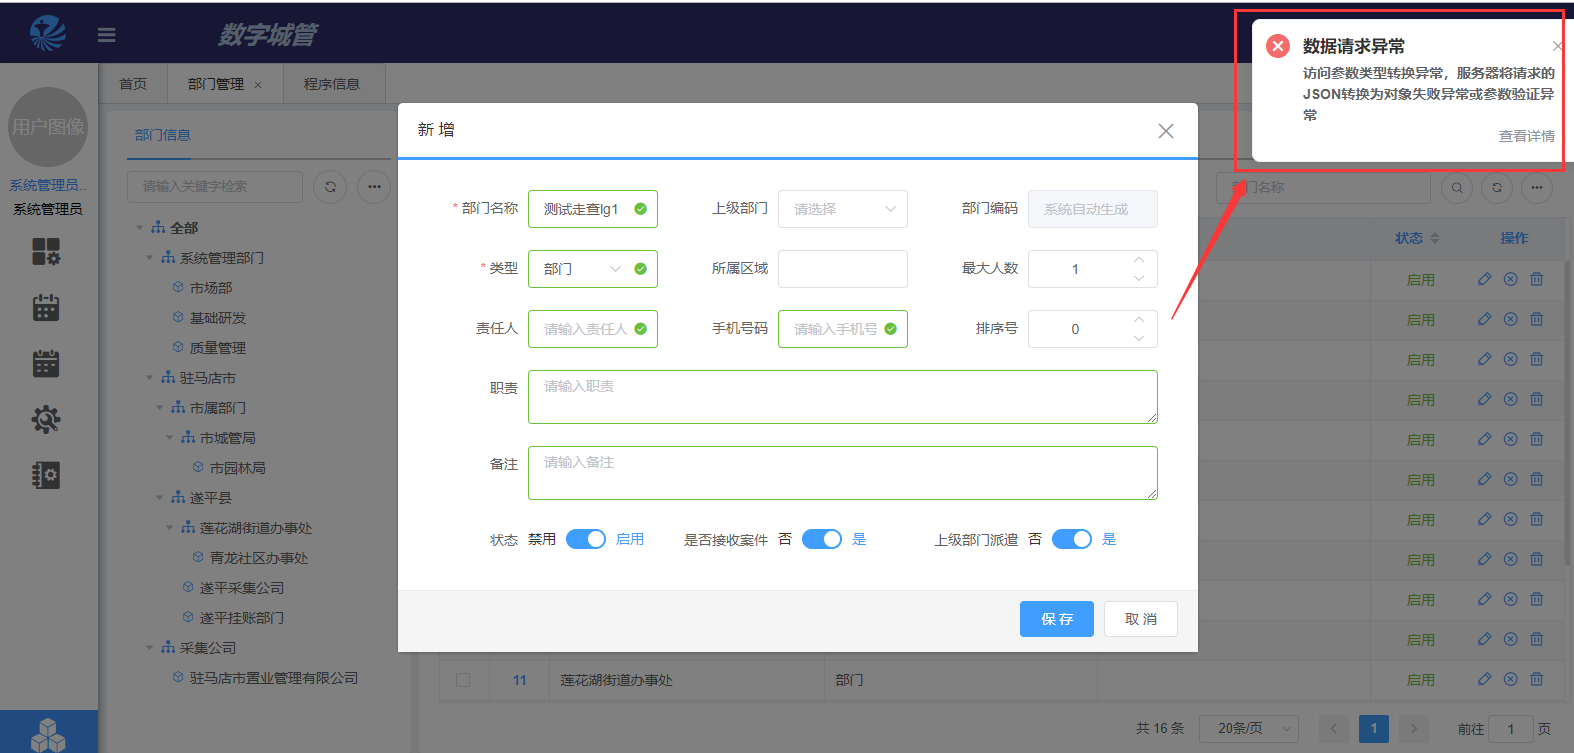 数字城管
数据请求异常
访问参数类型转换异常，服务器将请求的
JSON转换为对象失败异常或参数验证异
常
查看详情
首页
部门管理
程序信息
用户图像
系统管理员..
系统管理员
部门信息
请输入关键字检索
全部
系统管理部门
市场部
基础研发
质量管理
驻马店市
市属部门
市城管局
市园林局
遂平县
莲花湖街道办事处
青龙社区办事处
遂平采集公司
遂平挂账部门
采集公司
驻马店市置业管理有限公司
新 增
* 部门名称 测试走查lg1 上级部门 请选择 部门编码 系统自动生成
* 类型 部门 所属区域 最大人数 1
责任人 请输入责任人 手机号码 请输入手机号 排序号 0
职责 请输入职责
备注 请输入备注
状态 禁用 启用 是否接收案件 否 是 上级部门派遣 否 是
保 存 取 消
部门名称
状态 操作
启用
启用
启用
启用
启用
启用
启用
启用
启用
启用
11 莲花湖街道办事处 部门 启用
共 16 条 20条/页 1 前往 1 页